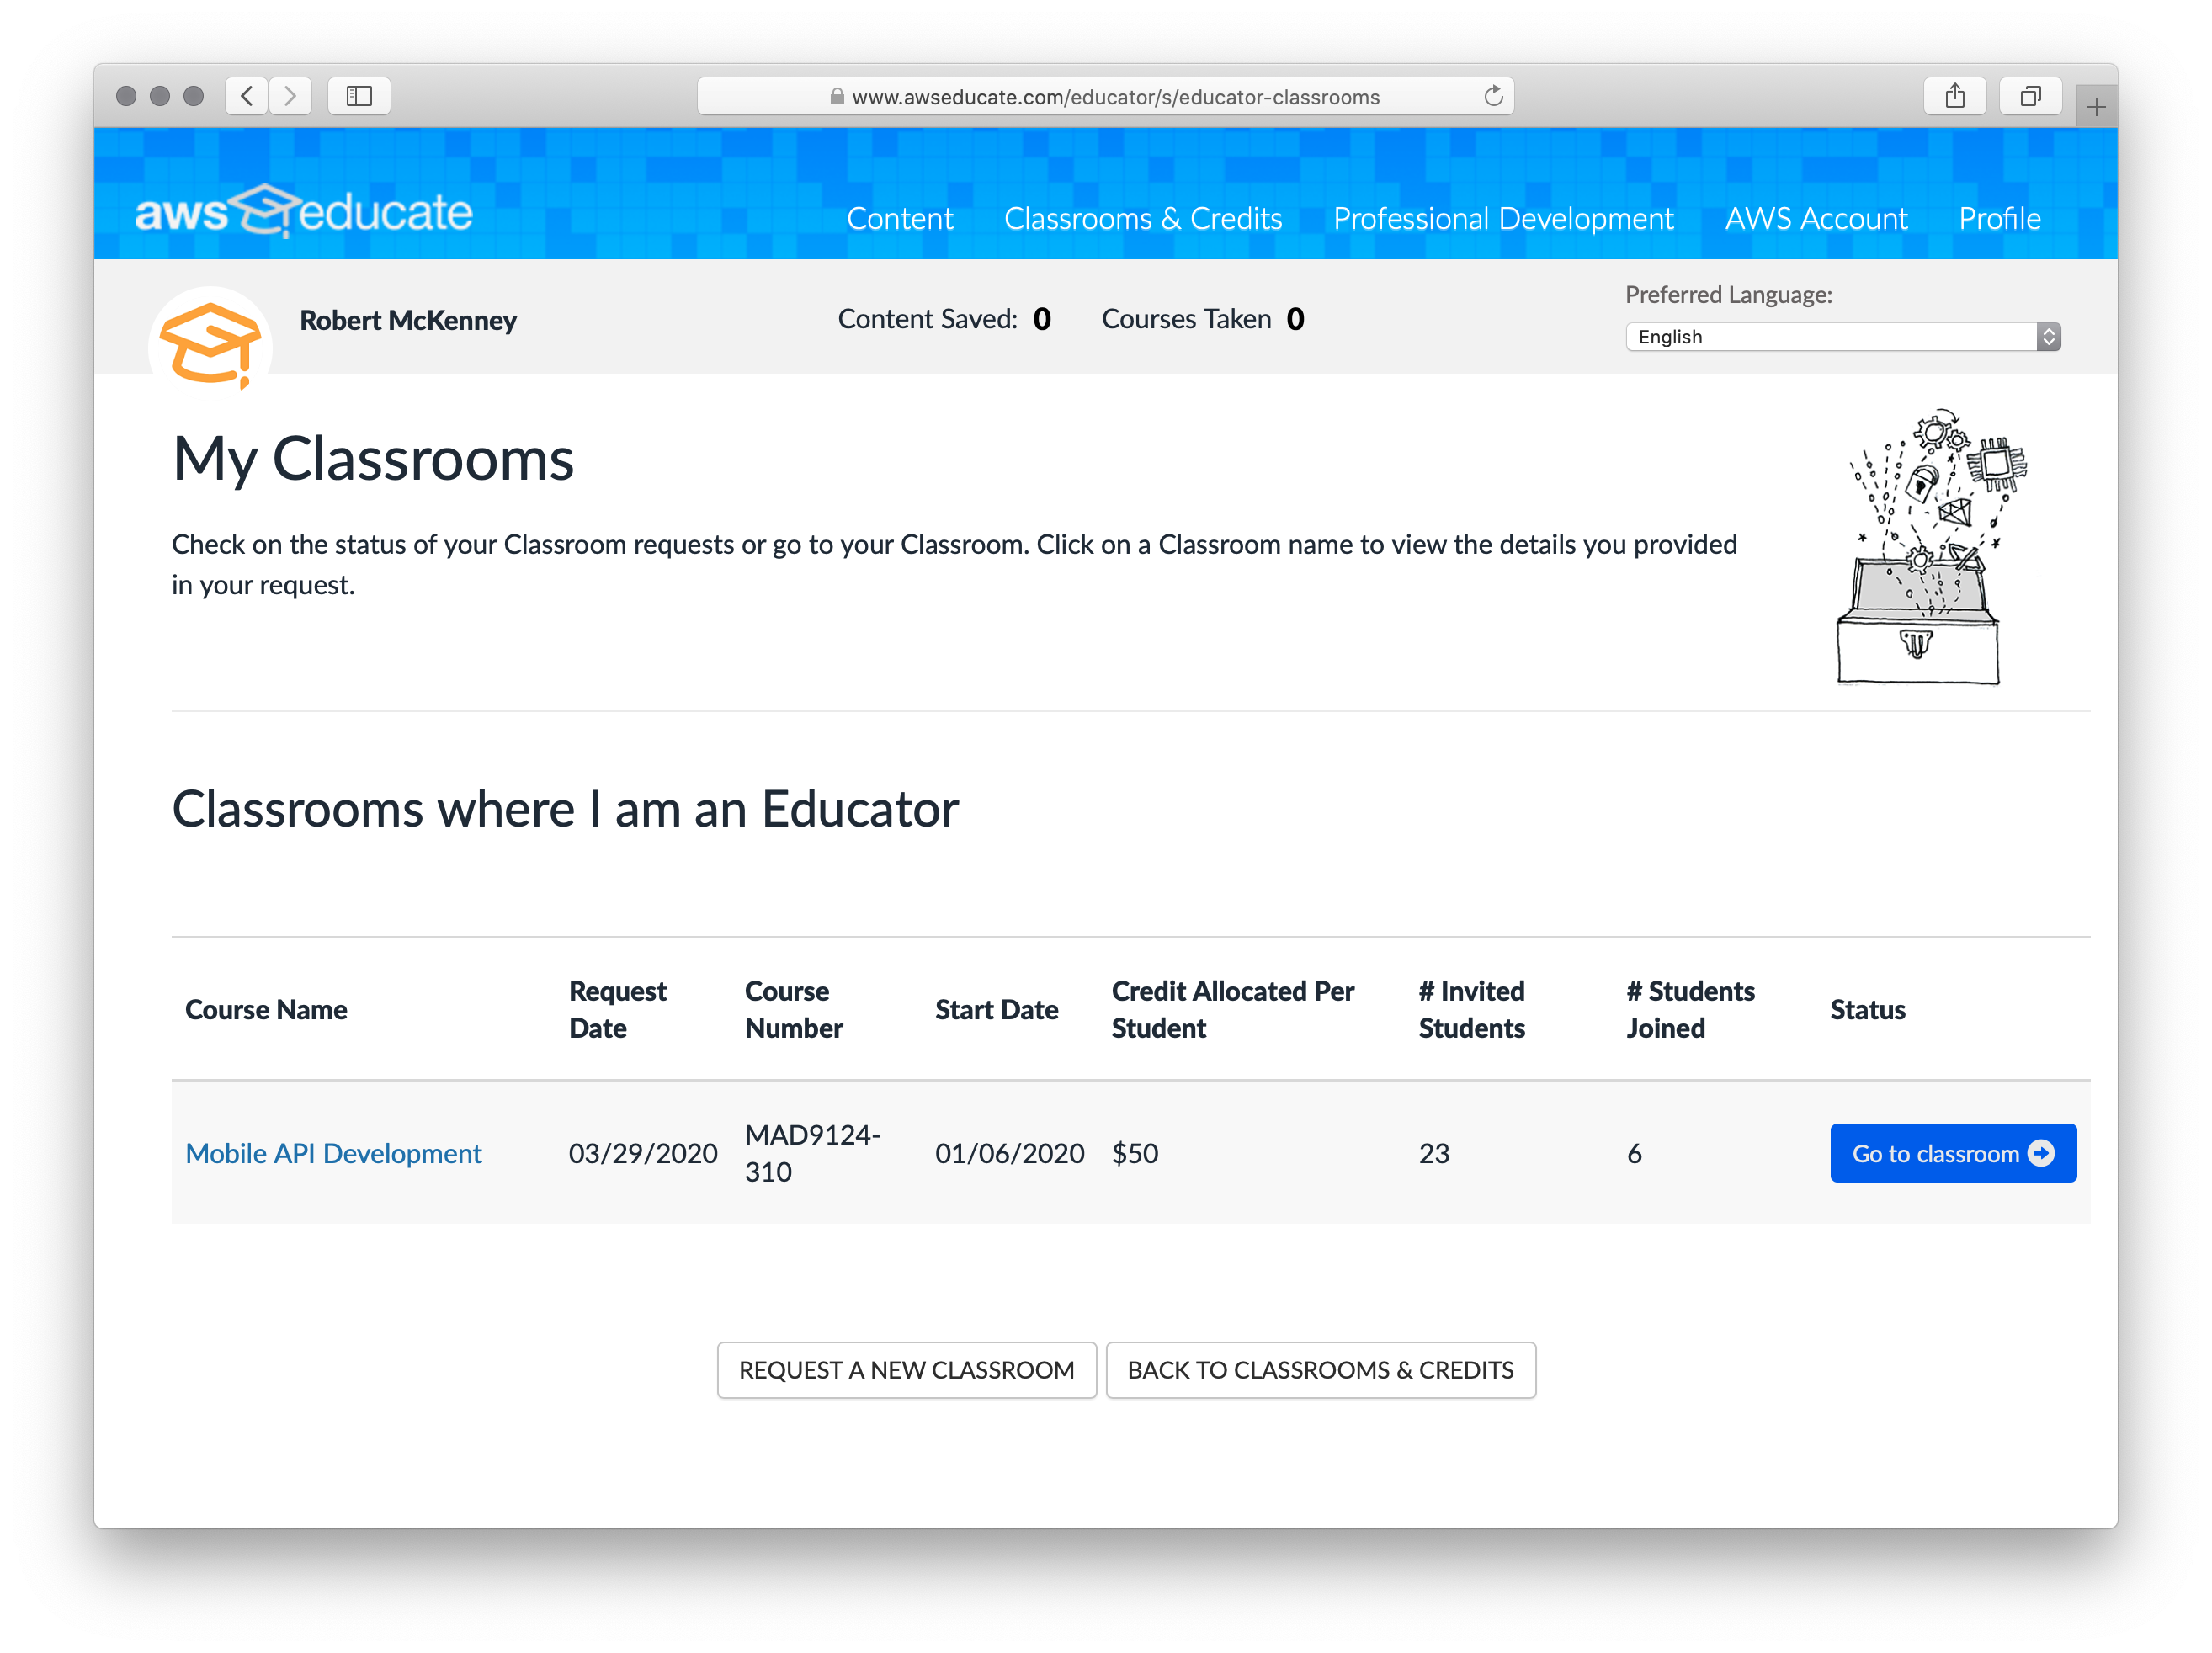 www.awseducate.com/educator/s/educator-classrooms
aws educate
Content Classrooms & Credits Professional Development AWS Account Profile
Robert McKenney
Content Saved: 0 Courses Taken 0
Preferred Language:
English
My Classrooms
Check on the status of your Classroom requests or go to your Classroom. Click on a Classroom name to view the details you provided
in your request.
Classrooms where I am an Educator
Course Name
Request
Date
Course
Number
Start Date
Credit Allocated Per
Student
# Invited
Students
# Students
Joined
Status
Mobile API Development
03/29/2020
MAD9124-
310
01/06/2020
$50
23
6
Go to classroom
REQUEST A NEW CLASSROOM
BACK TO CLASSROOMS & CREDITS